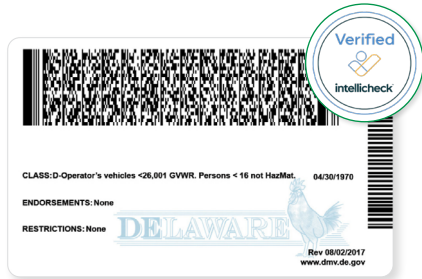 Verified
intellicheck
CLASS:D-Operator's vehicles <26,001 GVWR. Persons < 16 not HazMat. 04/30/1970
ENDORSEMENTS: None
RESTRICTIONS: None
DELAWARE
Rev 08/02/2017
www.dmv.de.gov